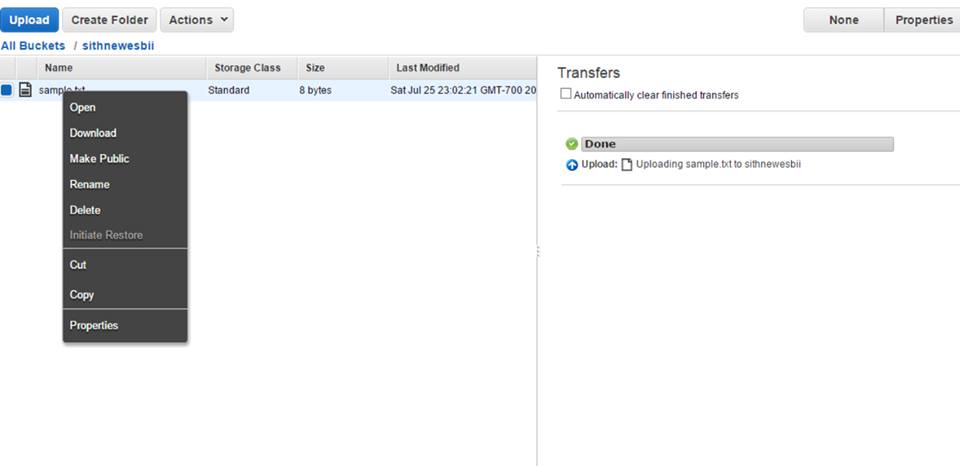 Upload Create Folder Actions None Properties
All Buckets / sithnewesbii
Name Storage Class Size Last Modified
sample.txt Standard 8 bytes Sat Jul 25 23:02:21 GMT-700 20
Open
Download
Make Public
Rename
Delete
Initiate Restore
Cut
Copy
Properties
Transfers
Automatically clear finished transfers
Done
Upload: Uploading sample.txt to sithnewesbii